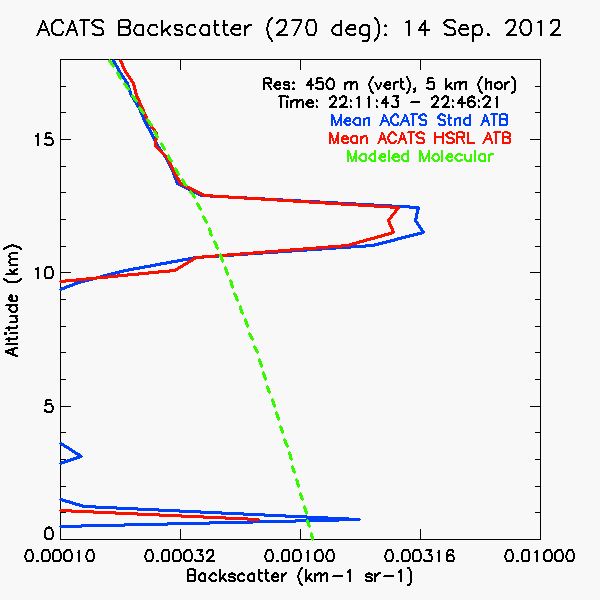 ACATS Backscatter (270 deg): 14 Sep. 2012
Res: 450 m (vert), 5 km (hor)
Time: 22:11:43 - 22:46:21
Mean ACATS Stnd ATB
Mean ACATS HSRL ATB
Modeled Molecular
15
10
5
0
Altitude (km)
0.00010 0.00032 0.00100 0.00316 0.01000
Backscatter (km-1 sr-1)